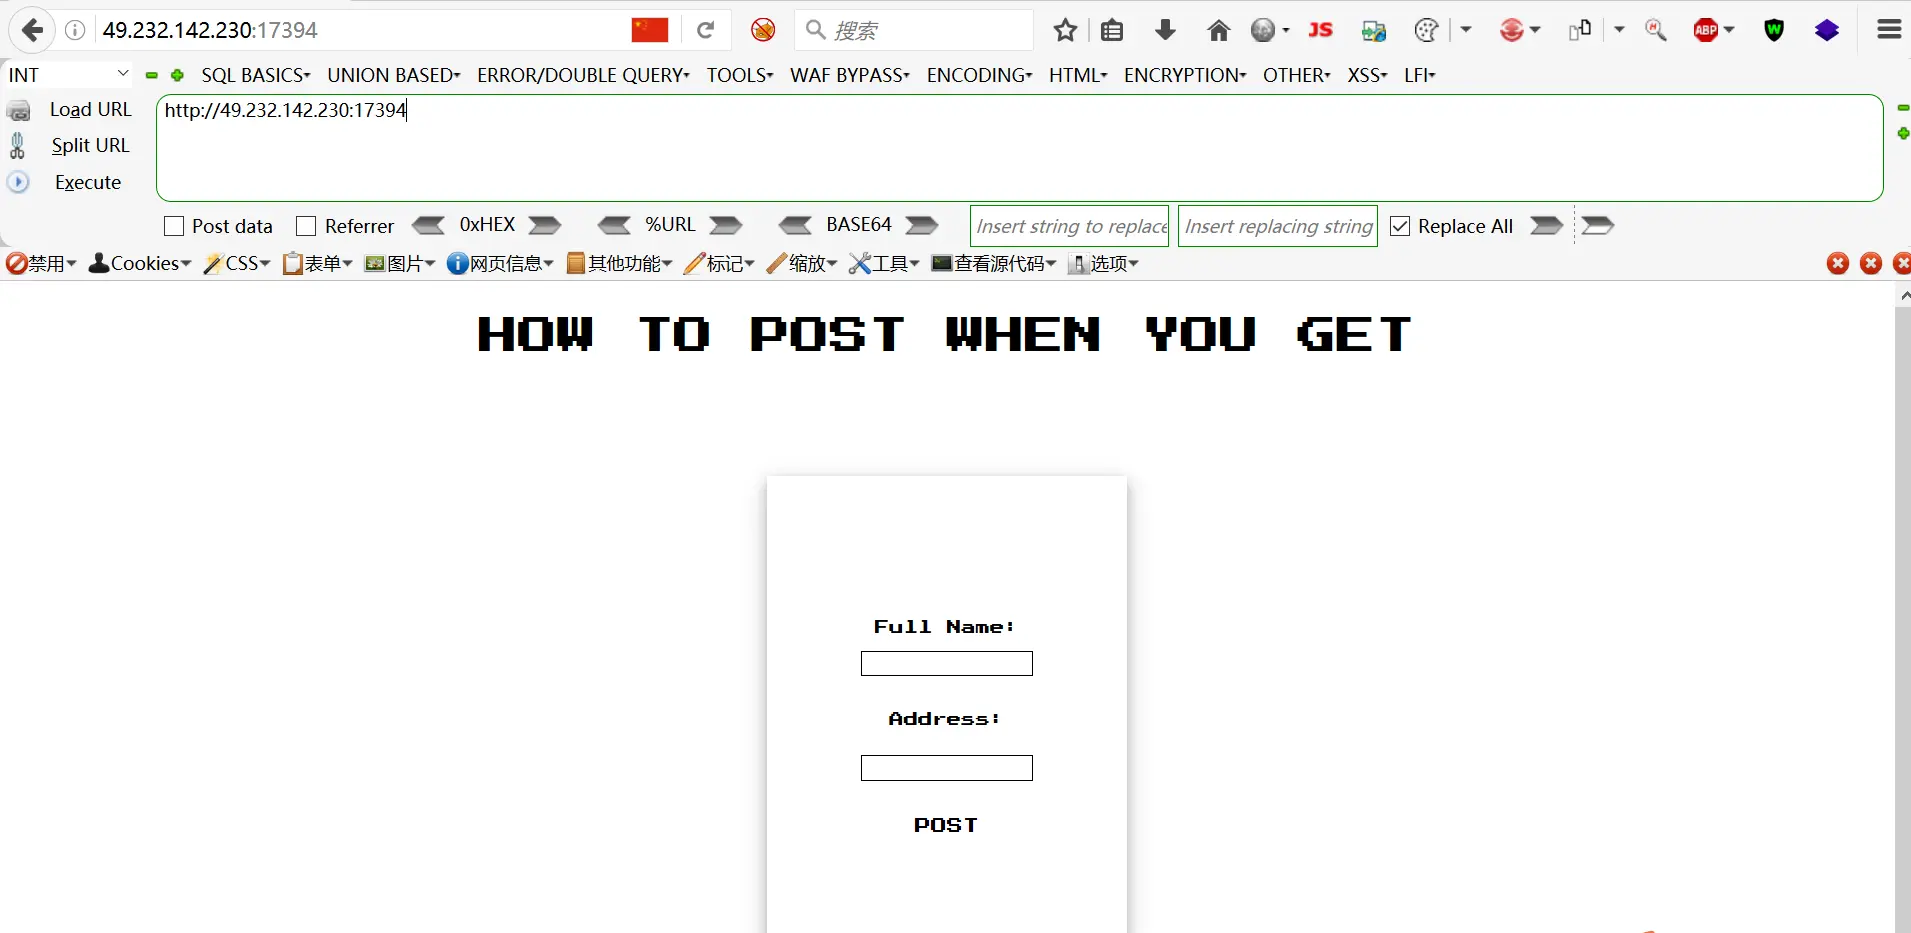 49.232.142.230:17394 搜索 JS ABP W
INT SQL BASICS UNION BASED ERROR/DOUBLE QUERY TOOLS WAF BYPASS ENCODING HTML ENCRYPTION OTHER XSS LFI
Load URL http://49.232.142.230:17394
Split URL
Execute
Post data Referrer 0xHEX %URL BASE64 Insert string to replace Insert replacing string Replace All
禁用 Cookies CSS 表单 图片 网页信息 其他功能 标记 缩放 工具 查看源代码 选项
HOW TO POST WHEN YOU GET
Full Name:
Address:
POST